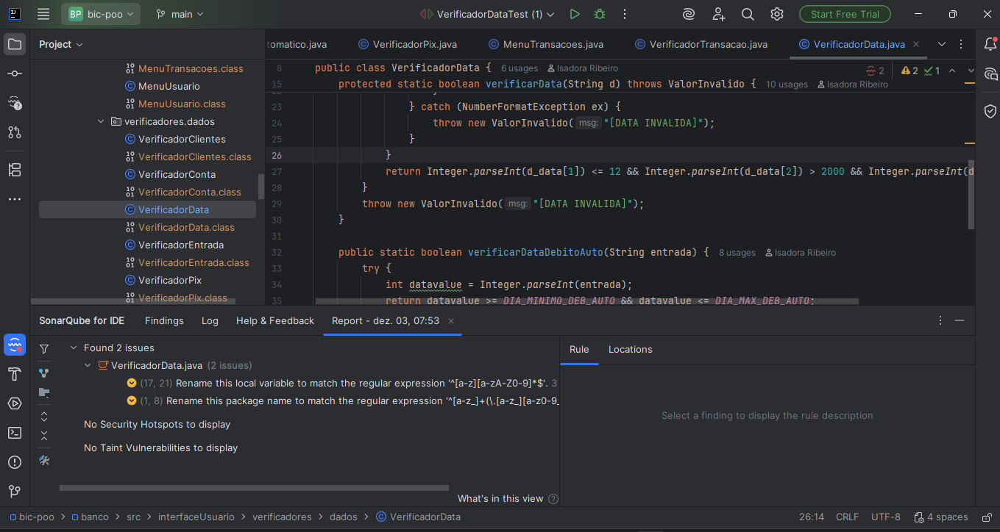 BP bic-poo main VerificadorDataTest (1) Start Free Trial
Project
tomatico.java VerificadorPix.java MenuTransacoes.java VerificadorTransacao.java VerificadorData.java
MenuTransacoes.class
MenuUsuario
MenuUsuario.class
verificadores.dados
VerificadorClientes
VerificadorClientes.class
VerificadorConta
VerificadorConta.class
VerificadorData
VerificadorData.class
VerificadorEntrada
VerificadorEntrada.class
VerificadorPix
VerificadorPix.class
8 public class VerificadorData { 6 usages Isadora Ribeiro
2 2 1
15 protected static boolean verificarData(String d) throws ValorInvalido { 10 usages Isadora Ribeiro
23 } catch (NumberFormatException ex) {
24 throw new ValorInvalido( msg: "[DATA INVALIDA]");
25 }
26 }
27 return Integer.parseInt(d_data[1]) <= 12 && Integer.parseInt(d_data[2]) > 2000 && Integer.parseInt(d
28 }
29 throw new ValorInvalido( msg: "[DATA INVALIDA]");
30 }
31
32 public static boolean verificarDataDebitoAuto(String entrada) { 8 usages Isadora Ribeiro
33 try {
34 int datavalue = Integer.parseInt(entrada);
35 return datavalue >= DIA_MINIMO_DEB_AUTO && datavalue <= DIA_MAX_DEB_AUTO;
SonarQube for IDE Findings Log Help & Feedback Report - dez. 03, 07:53
Found 2 issues
VerificadorData.java (2 issues)
(17, 21) Rename this local variable to match the regular expression '^[a-z][a-zA-Z0-9]*$'. 3
(1, 8) Rename this package name to match the regular expression '^[a-z_]+(\.[a-z_][a-z0-9_
No Security Hotspots to display
No Taint Vulnerabilities to display
What's in this view
Rule Locations
Select a finding to display the rule description
bic-poo > banco > src > interfaceUsuario > verificadores > dados > VerificadorData 26:14 CRLF UTF-8 4 spaces